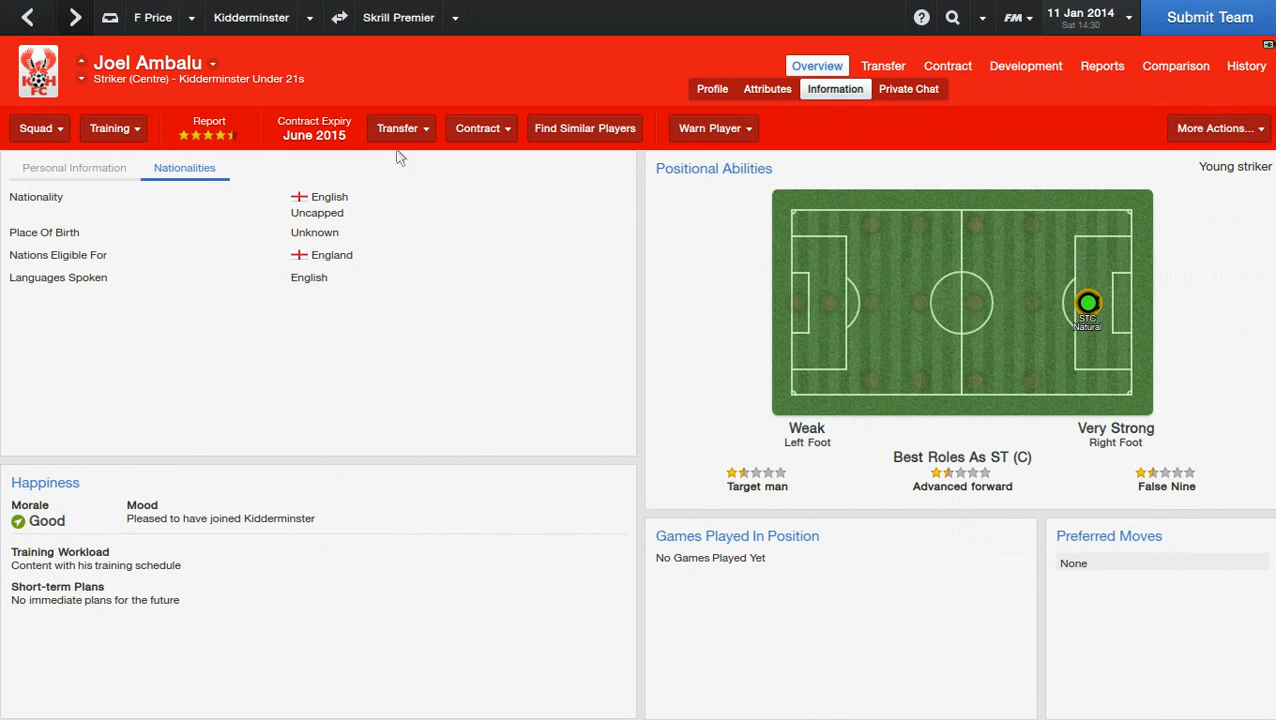 F Price
Kidderminster
Skrill Premier
?
FM
11 Jan 2014
Sat 14:30
Submit Team
KHFC
Joel Ambalu
Striker (Centre) - Kidderminster Under 21s
Overview
Transfer
Contract
Development
Reports
Comparison
History
Profile
Attributes
Information
Private Chat
Squad
Training
Report
Contract Expiry
June 2015
Transfer
Contract
Find Similar Players
Warn Player
More Actions...
Personal Information
Nationalities
Nationality
English
Uncapped
Place Of Birth
Unknown
Nations Eligible For
England
Languages Spoken
English
Positional Abilities
Young striker
STC
Natural
Weak
Left Foot
Very Strong
Right Foot
Best Roles As ST (C)
Target man
Advanced forward
False Nine
Happiness
Morale
Good
Mood
Pleased to have joined Kidderminster
Training Workload
Content with his training schedule
Short-term Plans
No immediate plans for the future
Games Played In Position
No Games Played Yet
Preferred Moves
None